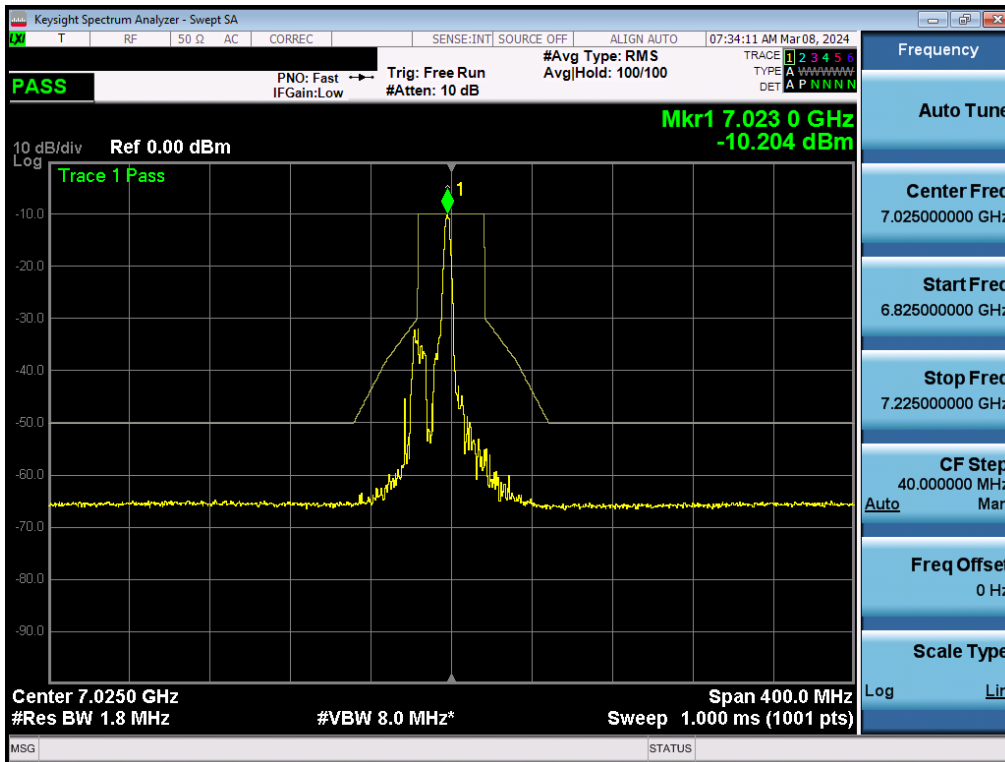 Keysight Spectrum Analyzer - Swept SA
LXI T RF 50 Ω AC CORREC SENSE:INT SOURCE OFF ALIGN AUTO 07:34:11 AM Mar 08, 2024
PASS
PNO: Fast
IFGain:Low
Trig: Free Run
#Atten: 10 dB
#Avg Type: RMS
Avg|Hold: 100/100
TRACE 1 2 3 4 5 6
TYPE A WWWWW
DET A P N N N N
Mkr1 7.023 0 GHz
-10.204 dBm
10 dB/div Ref 0.00 dBm
Log
Trace 1 Pass
1
-10.0
-20.0
-30.0
-40.0
-50.0
-60.0
-70.0
-80.0
-90.0
Center 7.0250 GHz Span 400.0 MHz
#Res BW 1.8 MHz #VBW 8.0 MHz* Sweep 1.000 ms (1001 pts)
MSG STATUS
Frequency
Auto Tune
Center Freq
7.025000000 GHz
Start Freq
6.825000000 GHz
Stop Freq
7.225000000 GHz
CF Step
40.000000 MHz
Auto Man
Freq Offset
0 Hz
Scale Type
Log Lin